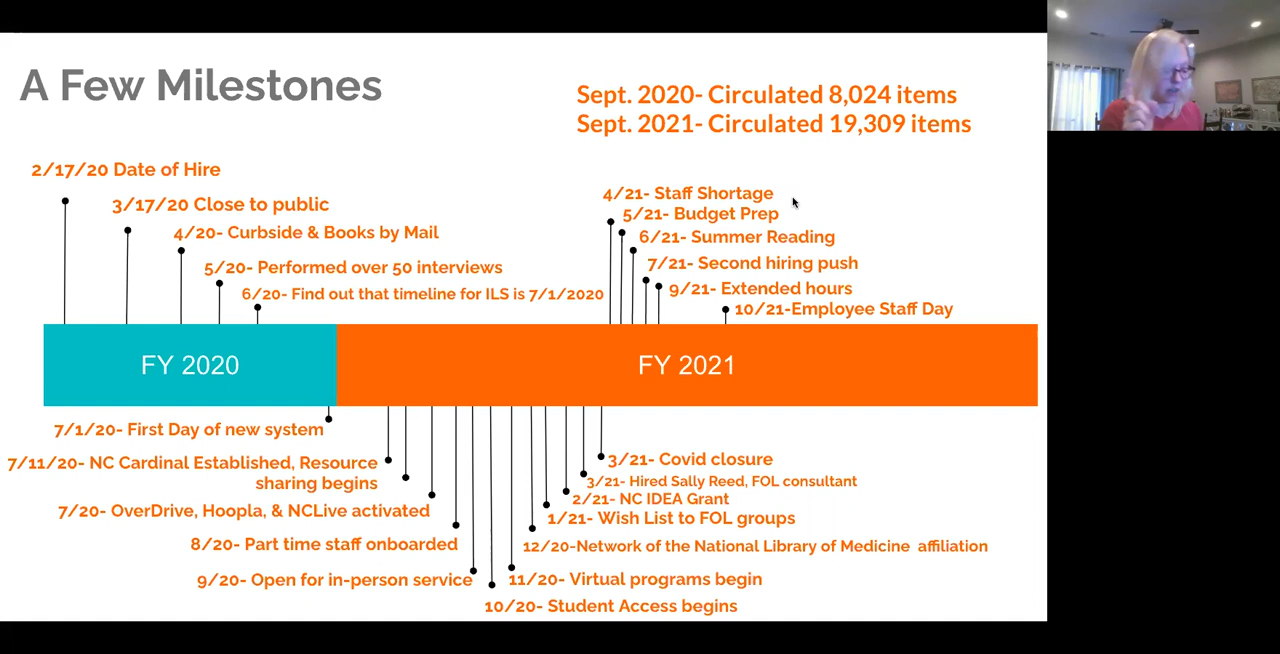 A Few Milestones
Sept. 2020- Circulated 8,024 items
Sept. 2021- Circulated 19,309 items
2/17/20 Date of Hire
3/17/20 Close to public
4/20- Curbside & Books by Mail
5/20- Performed over 50 interviews
6/20- Find out that timeline for ILS is 7/1/2020
4/21- Staff Shortage
5/21- Budget Prep
6/21- Summer Reading
7/21- Second hiring push
9/21- Extended hours
10/21-Employee Staff Day
FY 2020
FY 2021
7/1/20- First Day of new system
7/11/20- NC Cardinal Established, Resource
sharing begins
7/20- OverDrive, Hoopla, & NCLive activated
8/20- Part time staff onboarded
9/20- Open for in-person service
10/20- Student Access begins
11/20- Virtual programs begin
12/20-Network of the National Library of Medicine affiliation
1/21- Wish List to FOL groups
2/21- NC IDEA Grant
3/21- Hired Sally Reed, FOL consultant
3/21- Covid closure